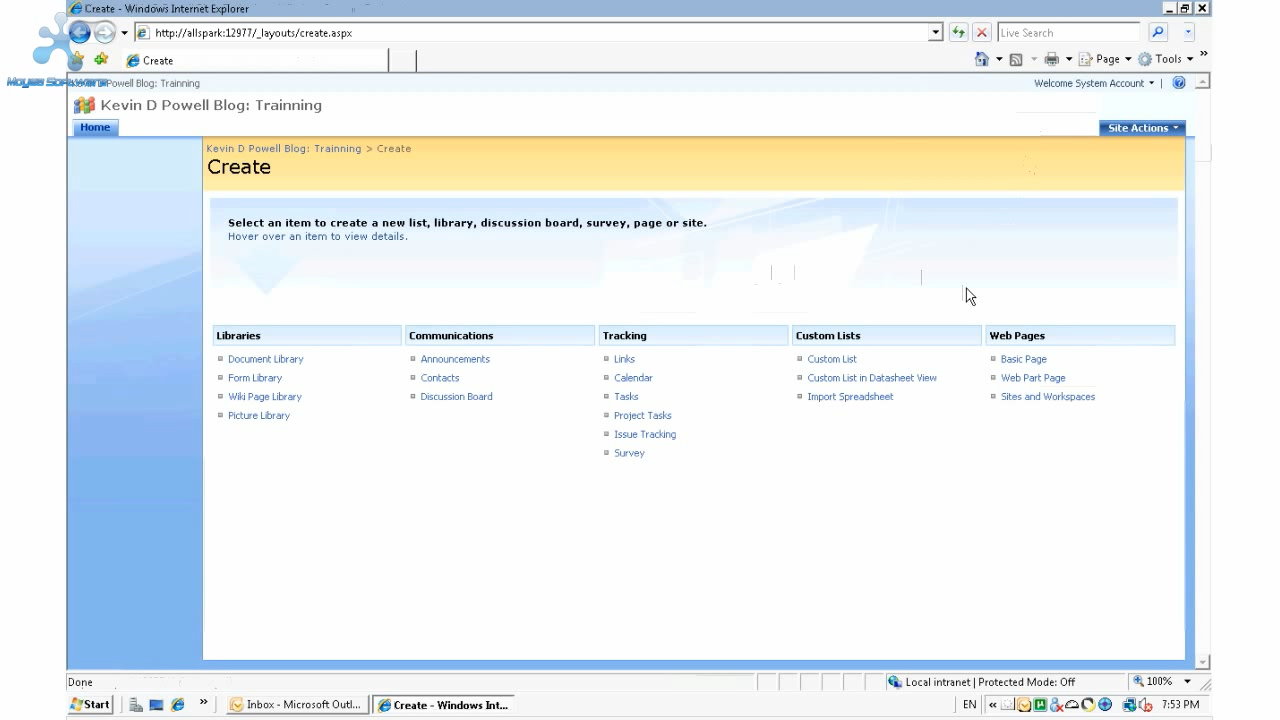 Create - Windows Internet Explorer
http://allspark:12977/_layouts/create.aspx
Live Search
Create
Page
Tools
Kevin D Powell Blog: Trainning
Welcome System Account
Kevin D Powell Blog: Trainning
Home
Site Actions
Kevin D Powell Blog: Trainning > Create
Create
Select an item to create a new list, library, discussion board, survey, page or site.
Hover over an item to view details.
Libraries
Document Library
Form Library
Wiki Page Library
Picture Library
Communications
Announcements
Contacts
Discussion Board
Tracking
Links
Calendar
Tasks
Project Tasks
Issue Tracking
Survey
Custom Lists
Custom List
Custom List in Datasheet View
Import Spreadsheet
Web Pages
Basic Page
Web Part Page
Sites and Workspaces
Done
Local intranet | Protected Mode: Off
100%
Start
Inbox - Microsoft Outl...
Create - Windows Int...
EN
7:53 PM